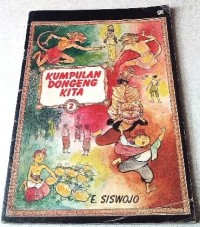 KUMPULAN
DONGENG
KITA
2
E. SISWOJO